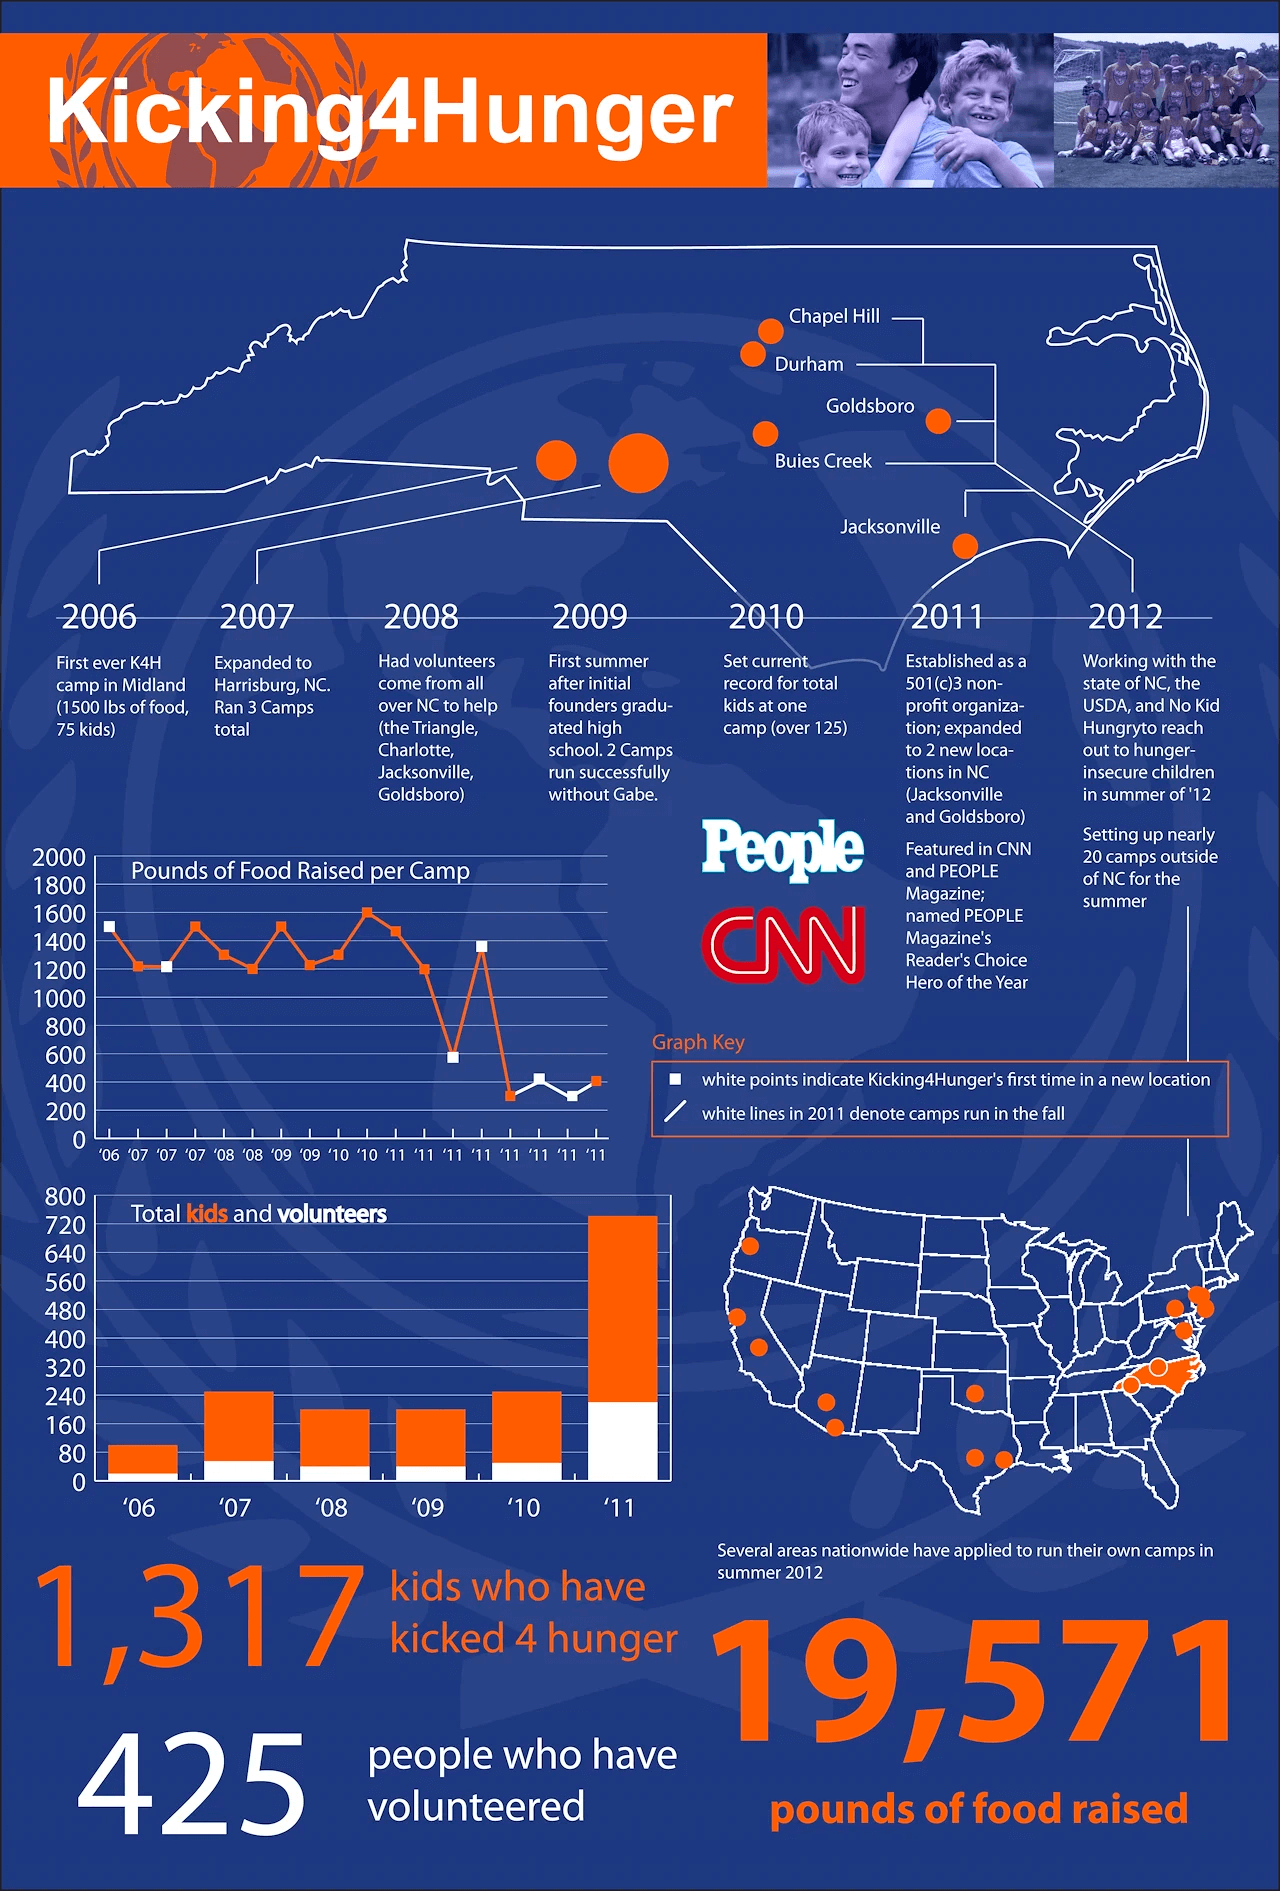 Kicking4Hunger
Chapel Hill
Durham
Goldsboro
Buies Creek
Jacksonville
2006
First ever K4H
camp in Midland
(1500 lbs of food,
75 kids)
2007
Expanded to
Harrisburg, NC.
Ran 3 Camps
total
2008
Had volunteers
come from all
over NC to help
(the Triangle,
Charlotte,
Jacksonville,
Goldsboro)
2009
First summer
after initial
founders gradu-
ated high
school. 2 Camps
run successfully
without Gabe.
2010
Set current
record for total
kids at one
camp (over 125)
2011
Established as a
501(c)3 non-
profit organiza-
tion; expanded
to 2 new loca-
tions in NC
(Jacksonville
and Goldsboro)
Featured in CNN
and PEOPLE
Magazine;
named PEOPLE
Magazine's
Reader's Choice
Hero of the Year
2012
Working with the
state of NC, the
USDA, and No Kid
Hungryto reach
out to hunger-
insecure children
in summer of '12
Setting up nearly
20 camps outside
of NC for the
summer
People
CNN
Pounds of Food Raised per Camp
2000
1800
1600
1400
1200
1000
800
600
400
200
0
‘06 ‘07 ‘07 ‘07 ‘08 ‘08 ‘09 ‘09 ‘10 ‘10 ‘11 ‘11 ‘11 ‘11 ‘11 ‘11 ‘11 ‘11
Graph Key
white points indicate Kicking4Hunger's first time in a new location
white lines in 2011 denote camps run in the fall
Total kids and volunteers
800
720
640
560
480
400
320
240
160
80
0
‘06 ‘07 ‘08 ‘09 ‘10 ‘11
Several areas nationwide have applied to run their own camps in
summer 2012
1,317
kids who have
kicked 4 hunger
425
people who have
volunteered
19,571
pounds of food raised